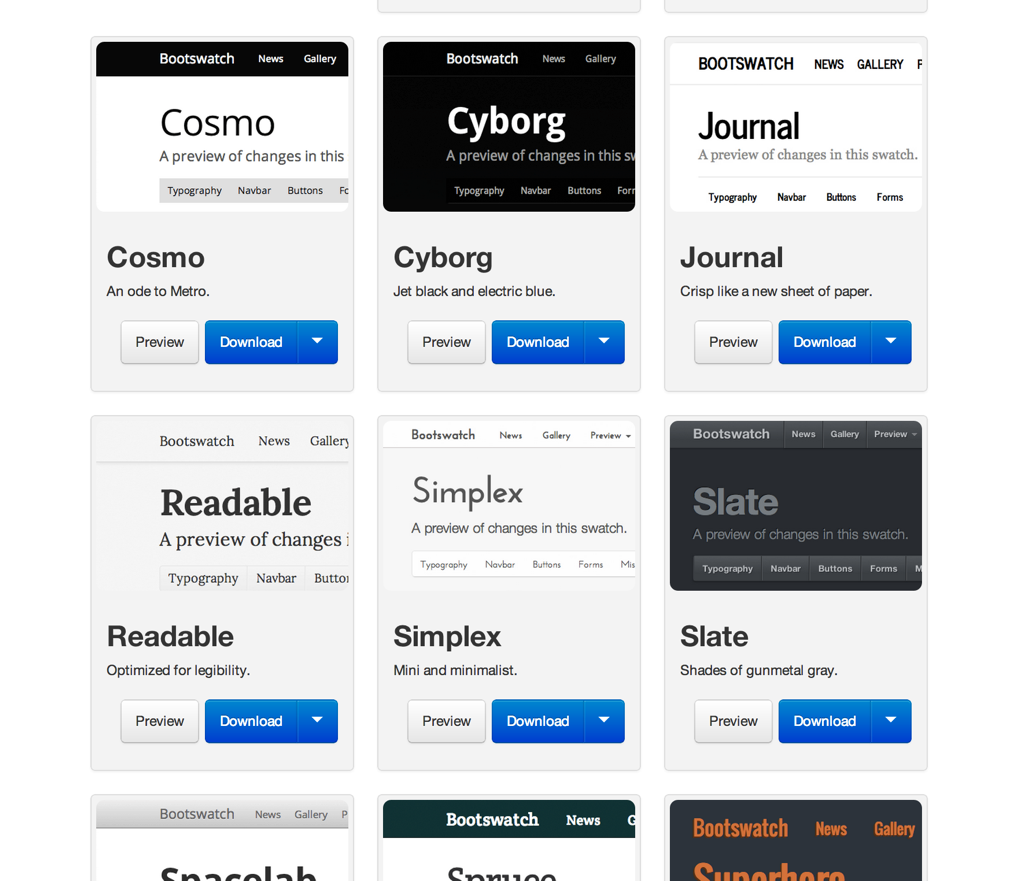 Bootswatch News Gallery
Cosmo
A preview of changes in this
Typography Navbar Buttons
Cosmo
An ode to Metro.
Preview Download
Bootswatch News Gallery
Cyborg
A preview of changes in this
Typography Navbar Buttons
Cyborg
Jet black and electric blue.
Preview Download
BOOTSWATCH NEWS GALLERY
Journal
A preview of changes in this swatch.
Typography Navbar Buttons Forms
Journal
Crisp like a new sheet of paper.
Preview Download
Bootswatch News Gallery
Readable
A preview of changes
Typography Navbar
Readable
Optimized for legibility.
Preview Download
Bootswatch News Gallery Preview
Simplex
A preview of changes in this swatch.
Typography Navbar Buttons Forms
Simplex
Mini and minimalist.
Preview Download
Bootswatch News Gallery Preview
Slate
A preview of changes in this swatch.
Typography Navbar Buttons Forms
Slate
Shades of gunmetal gray.
Preview Download
Bootswatch News Gallery
Spacelab
Bootswatch News
Spruce
Bootswatch News Gallery
Superhero